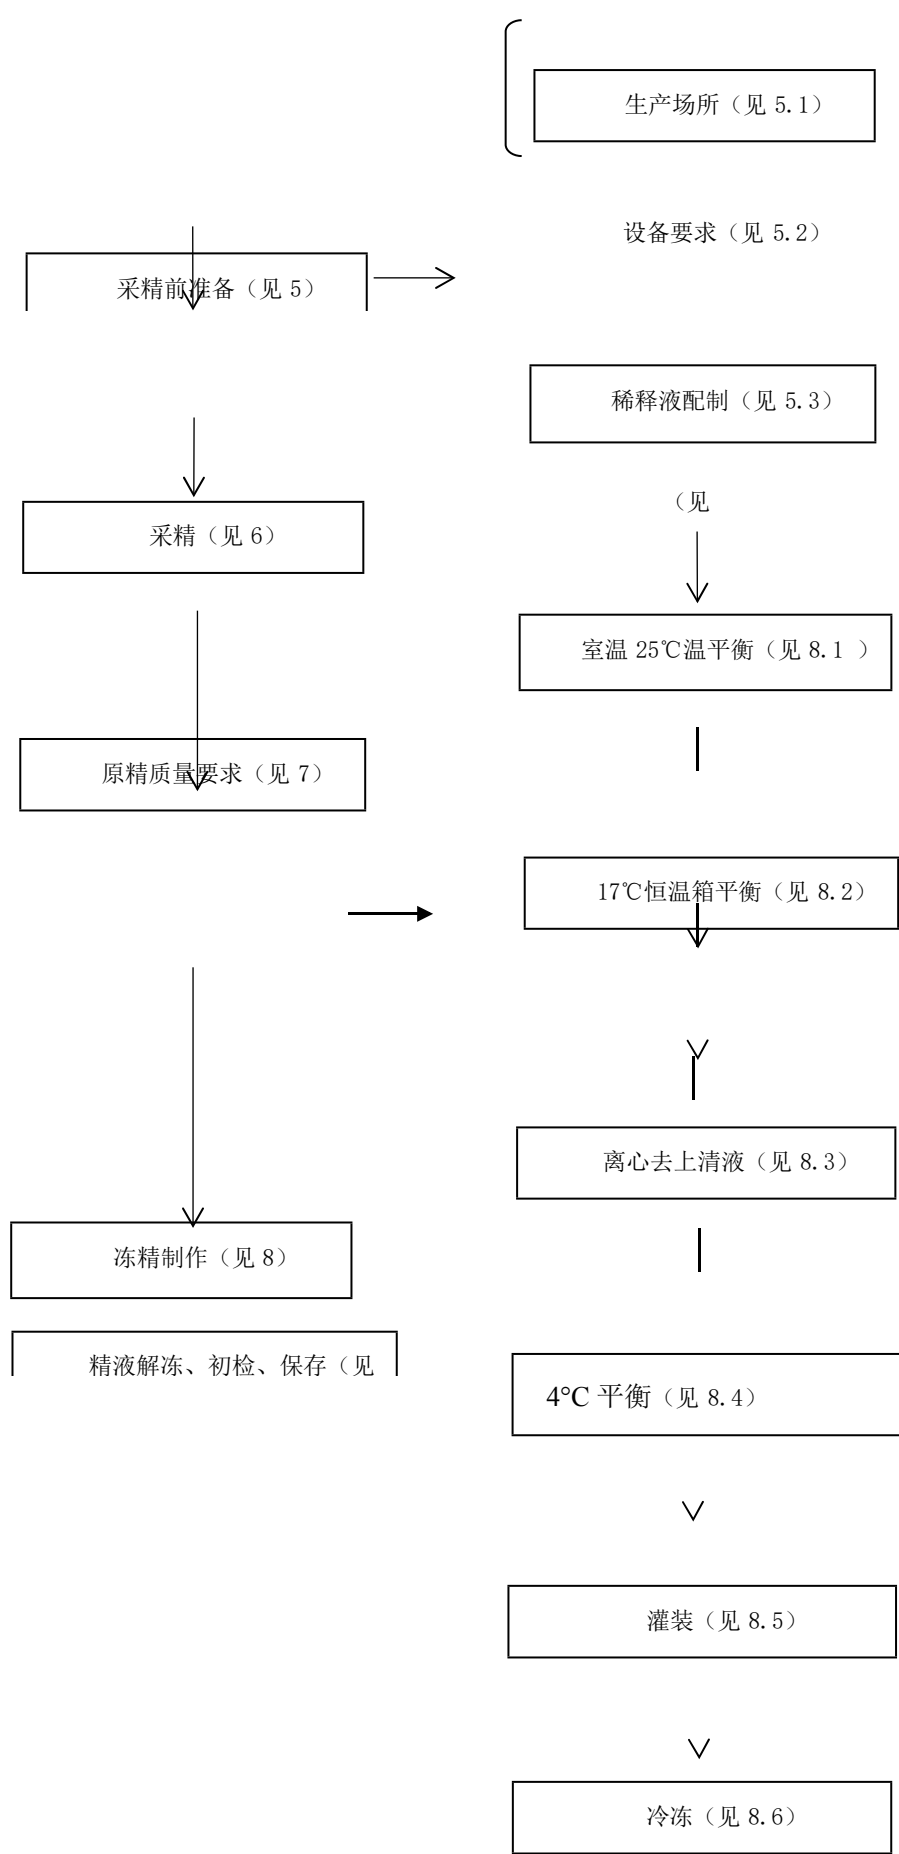 生产场所（见 5.1）
设备要求（见 5.2）
采精前准备（见 5）
稀释液配制（见 5.3）
（见
采精（见 6）
室温 25℃温平衡（见 8.1 ）
原精质量要求（见 7）
17℃恒温箱平衡（见 8.2）
离心去上清液（见 8.3）
冻精制作（见 8）
精液解冻、初检、保存（见
4°C 平衡（见 8.4）
灌装（见 8.5）
冷冻（见 8.6）